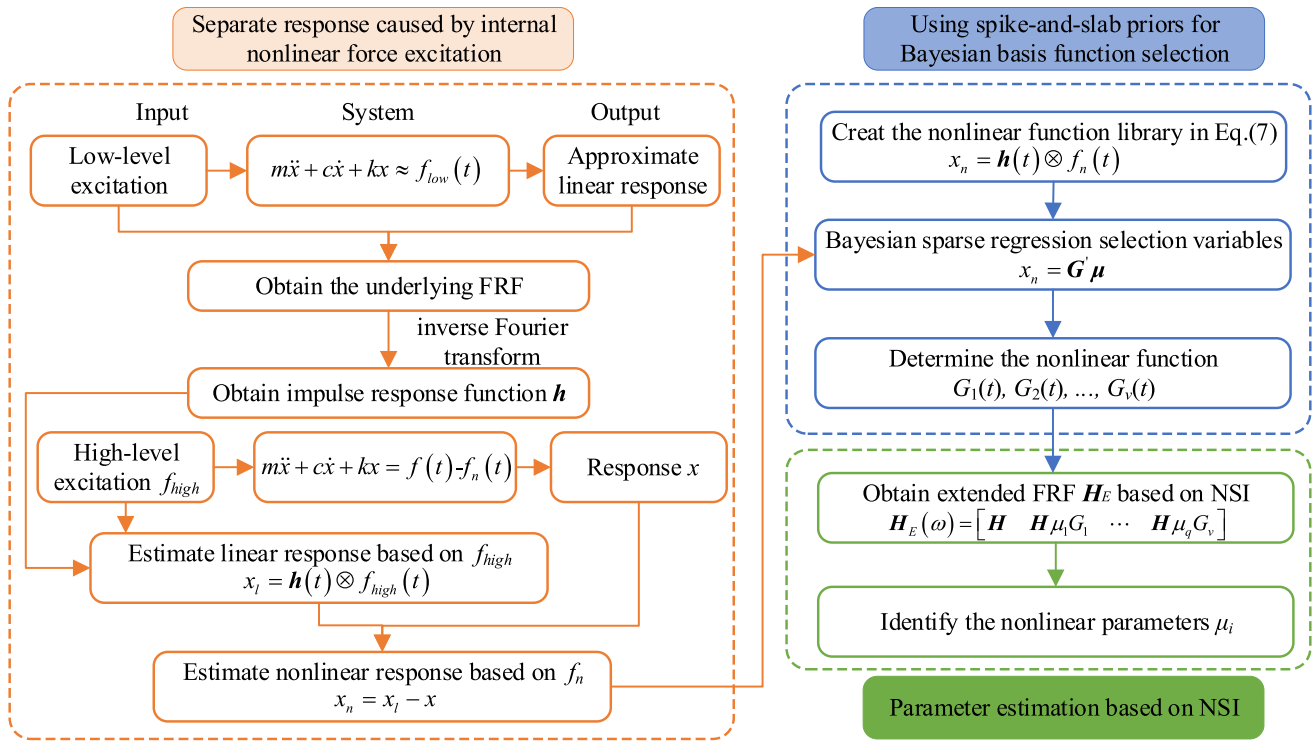 Separate response caused by internal
nonlinear force excitation
Input
System
Output
Low-level
excitation
mẍ + cẋ + kx ≈ f_low(t)
Approximate
linear response
Obtain the underlying FRF
inverse Fourier
transform
Obtain impulse response function h
High-level
excitation f_high
mẍ + cẋ + kx = f(t)-f_n(t)
Response x
Estimate linear response based on f_high
x_l = h(t)⊗f_high(t)
Estimate nonlinear response based on f_n
x_n = x_l − x
Using spike-and-slab priors for
Bayesian basis function selection
Creat the nonlinear function library in Eq.(7)
x_n = h(t)⊗f_n(t)
Bayesian sparse regression selection variables
x_n = G'μ
Determine the nonlinear function
G_1(t), G_2(t), ..., G_v(t)
Obtain extended FRF H_E based on NSI
H_E(ω) = [H Hμ_1G_1 ⋯ Hμ_qG_v]
Identify the nonlinear parameters μ_i
Parameter estimation based on NSI